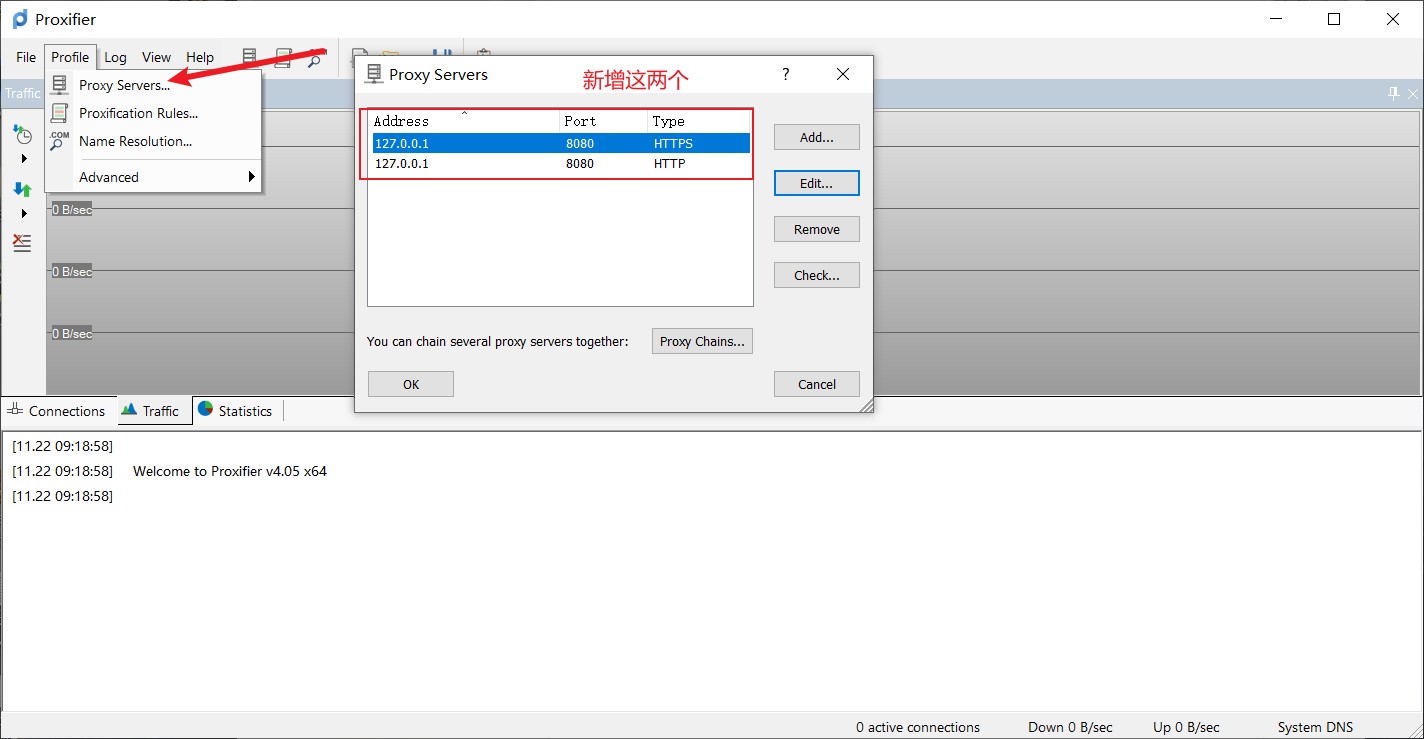 Proxifier
File Profile Log View Help
Proxy Servers...
Proxification Rules...
.COM
Name Resolution...
Advanced
Traffic
0 B/sec
0 B/sec
0 B/sec
Proxy Servers
新增这两个
?
Address Port Type
127.0.0.1 8080 HTTPS
127.0.0.1 8080 HTTP
Add...
Edit...
Remove
Check...
You can chain several proxy servers together:
Proxy Chains...
OK
Cancel
Connections Traffic Statistics
[11.22 09:18:58]
[11.22 09:18:58] Welcome to Proxifier v4.05 x64
[11.22 09:18:58]
0 active connections Down 0 B/sec Up 0 B/sec System DNS